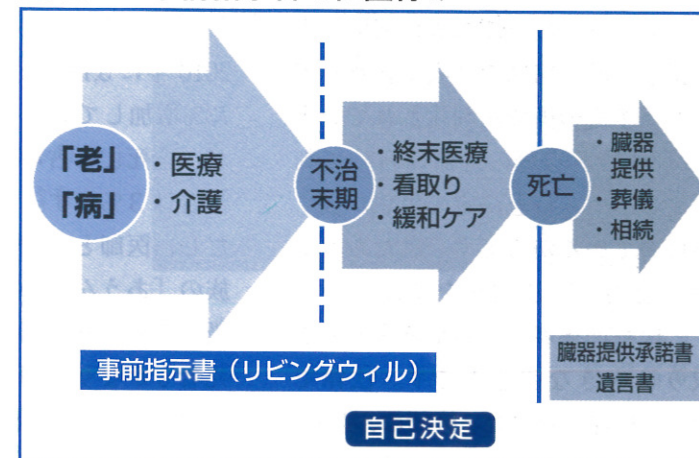 「老」
「病」
・医療
・介護
不治
末期
・終末医療
・看取り
・緩和ケア
死亡
・臓器
提供
・葬儀
・相続
事前指示書（リビングウィル）
臓器提供承諾書
遺言書
自己決定